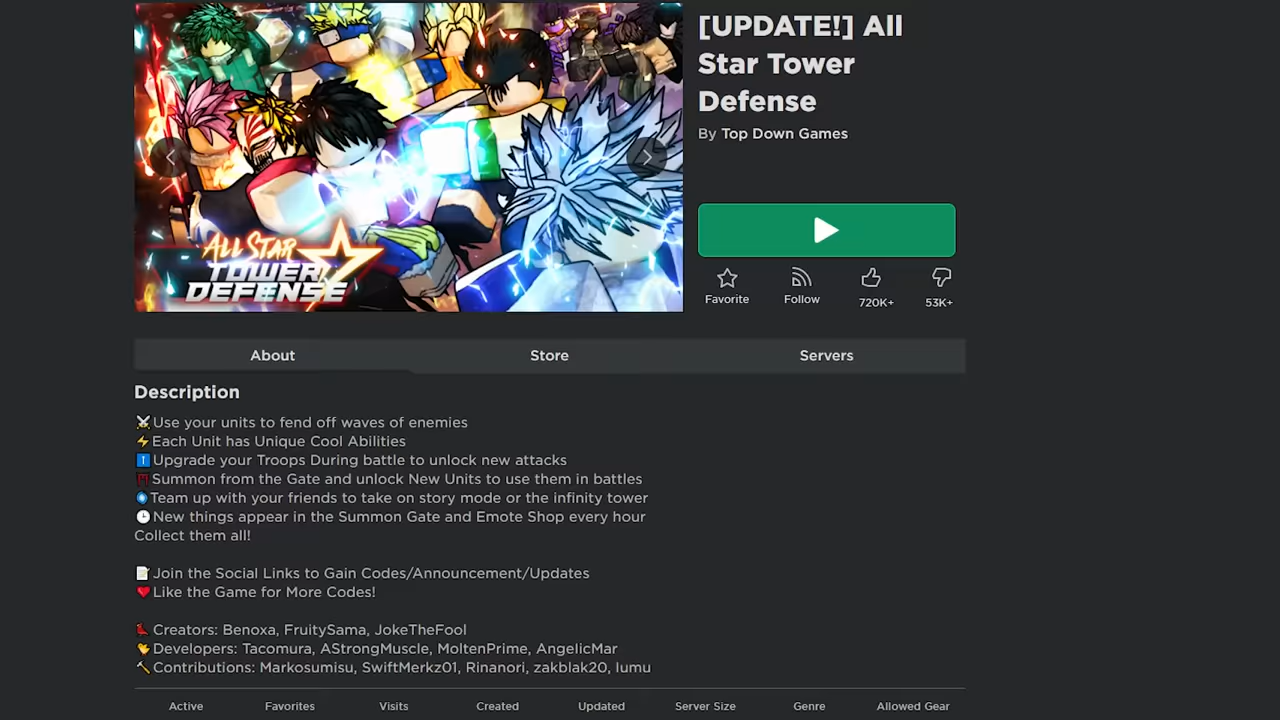 [UPDATE!] All
Star Tower
Defense
By Top Down Games
ALL STAR
TOWER
DEFENSE
Favorite
Follow
720K+
53K+
About
Store
Servers
Description
Use your units to fend off waves of enemies
Each Unit has Unique Cool Abilities
Upgrade your Troops During battle to unlock new attacks
Summon from the Gate and unlock New Units to use them in battles
Team up with your friends to take on story mode or the infinity tower
New things appear in the Summon Gate and Emote Shop every hour
Collect them all!
Join the Social Links to Gain Codes/Announcement/Updates
Like the Game for More Codes!
Creators: Benoxa, FruitySama, JokeTheFool
Developers: Tacomura, AStrongMuscle, MoltenPrime, AngelicMar
Contributions: Markosumisu, SwiftMerkz01, Rinanori, zakblak20, Iumu
Active
Favorites
Visits
Created
Updated
Server Size
Genre
Allowed Gear